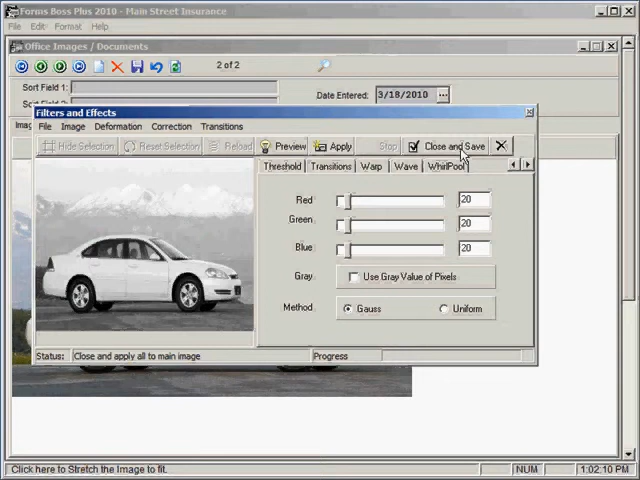 Forms Boss Plus 2010 - Main Street Insurance
File Edit Format Help
Office Images / Documents
2 of 2
Sort Field 1:
Date Entered: 3/18/2010 ...
Filters and Effects
File Image Deformation Correction Transitions
Hide Selection Reset Selection Reload Preview Apply Stop Close and Save
Threshold Transitions Warp Wave WhirlPool
Red 20
Green 20
Blue 20
Gray Use Gray Value of Pixels
Method Gauss Uniform
Status: Close and apply all to main image Progress
Click here to Stretch the Image to fit. NUM 1:02:10 PM